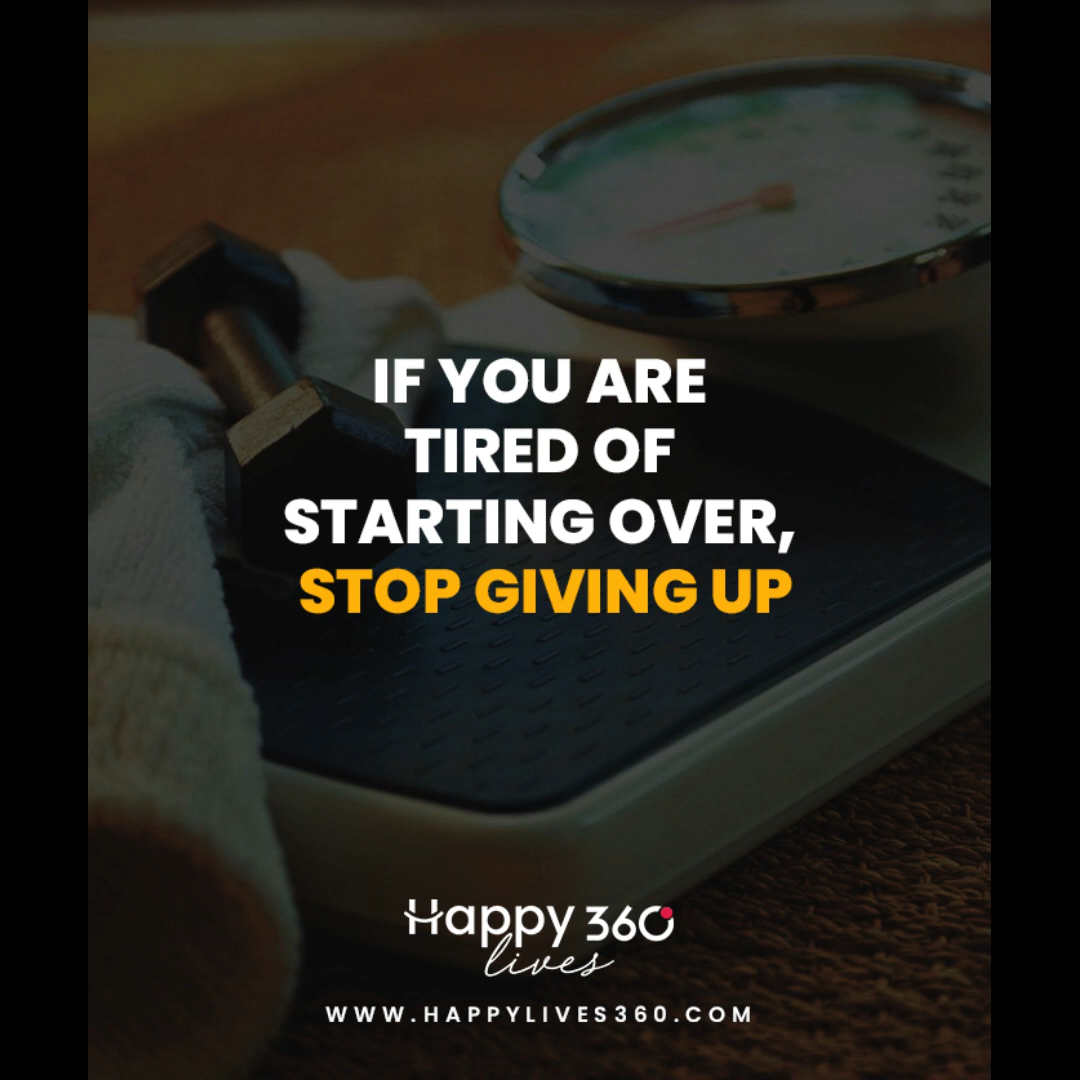 IF YOU ARE
TIRED OF
STARTING OVER,
STOP GIVING UP
Happy 360
lives
WWW.HAPPYLIVES360.COM